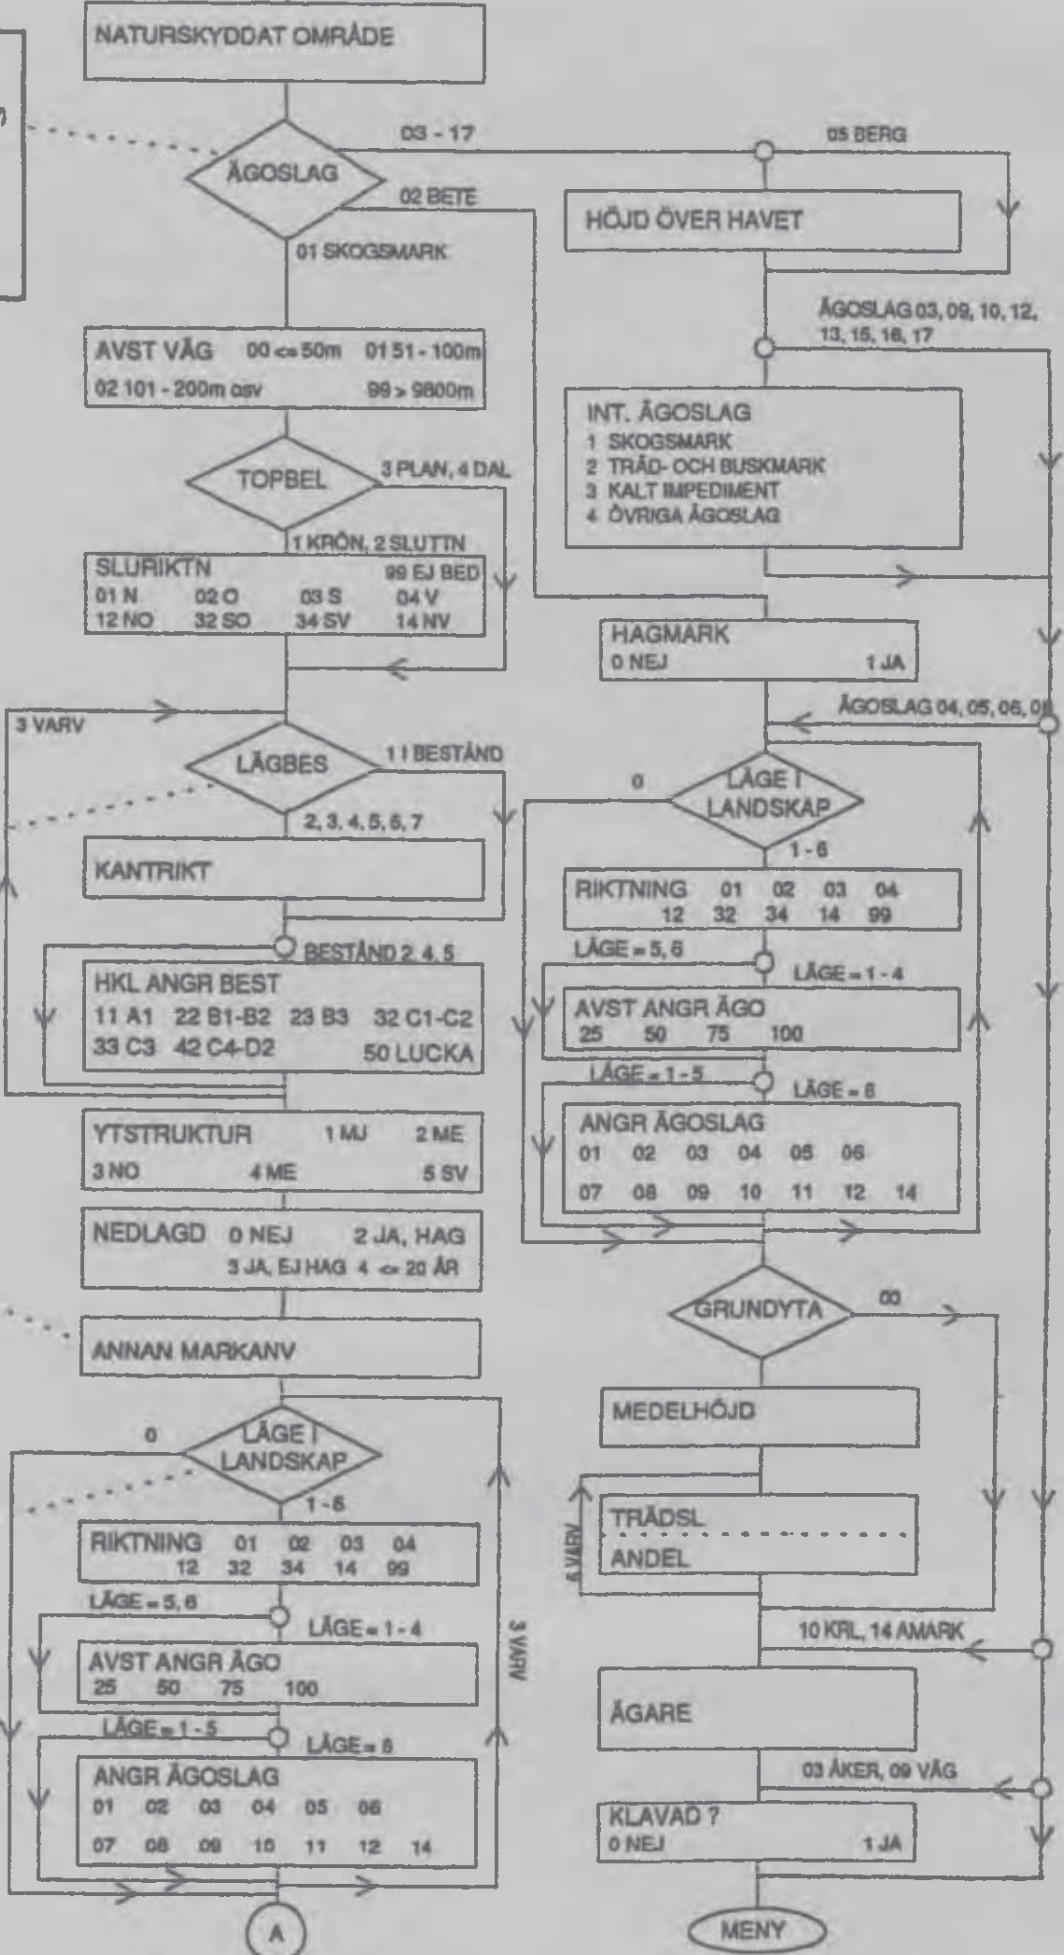 NATURSKYDDAT OMRÅDE
ÄGOSLAG
03 - 17
02 BETE
01 SKOGSMARK
AVST VÄG 00 <= 50m 01 51 - 100m
02 101 - 200m osv 99 > 9800m
TOPBEL
3 PLAN, 4 DAL
1 KRÖN, 2 SLUTTN
SLURIKTN 99 EJ BED
01 N 02 O 03 S 04 V
12 NO 32 SO 34 SV 14 NV
3 VARV
LÄGBES
1 I BESTÅND
2, 3, 4, 5, 6, 7
KANTRIKT
BESTÅND 2, 4, 5
HKL ANGR BEST
11 A1 22 B1-B2 23 B3 32 C1-C2
33 C3 42 C4-D2 50 LUCKA
YTSTRUKTUR 1 MJ 2 ME
3 NO 4 ME 5 SV
NEDLAGD 0 NEJ 2 JA, HAG
3 JA, EJ HAG 4 <= 20 ÅR
ANNAN MARKANV
0
LÄGE I
LANDSKAP
1 - 6
RIKTNING 01 02 03 04
12 32 34 14 99
LÄGE = 5, 6
LÄGE = 1 - 4
AVST ANGR ÄGO
25 50 75 100
LÄGE = 1 - 5
LÄGE = 6
3 VARV
ANGR ÄGOSLAG
01 02 03 04 05 06
07 08 09 10 11 12 14
A
05 BERG
HÖJD ÖVER HAVET
ÄGOSLAG 03, 09, 10, 12,
13, 15, 16, 17
INT. ÄGOSLAG
1 SKOGSMARK
2 TRÄD- OCH BUSKMARK
3 KALT IMPEDIMENT
4 ÖVRIGA ÄGOSLAG
HAGMARK
0 NEJ 1 JA
ÄGOSLAG 04, 05, 06,
0
LÄGE I
LANDSKAP
1 - 6
RIKTNING 01 02 03 04
12 32 34 14 99
LÄGE = 5, 6
LÄGE = 1 - 4
AVST ANGR ÄGO
25 50 75 100
LÄGE = 1 - 5
LÄGE = 6
ANGR ÄGOSLAG
01 02 03 04 05 06
07 08 09 10 11 12 14
GRUNDYTA
00
MEDELHÖJD
6 VARV
TRÄDSL
ANDEL
10 KRL, 14 AMARK
ÄGARE
03 ÅKER, 09 VÄG
KLAVAD ?
0 NEJ 1 JA
MENY